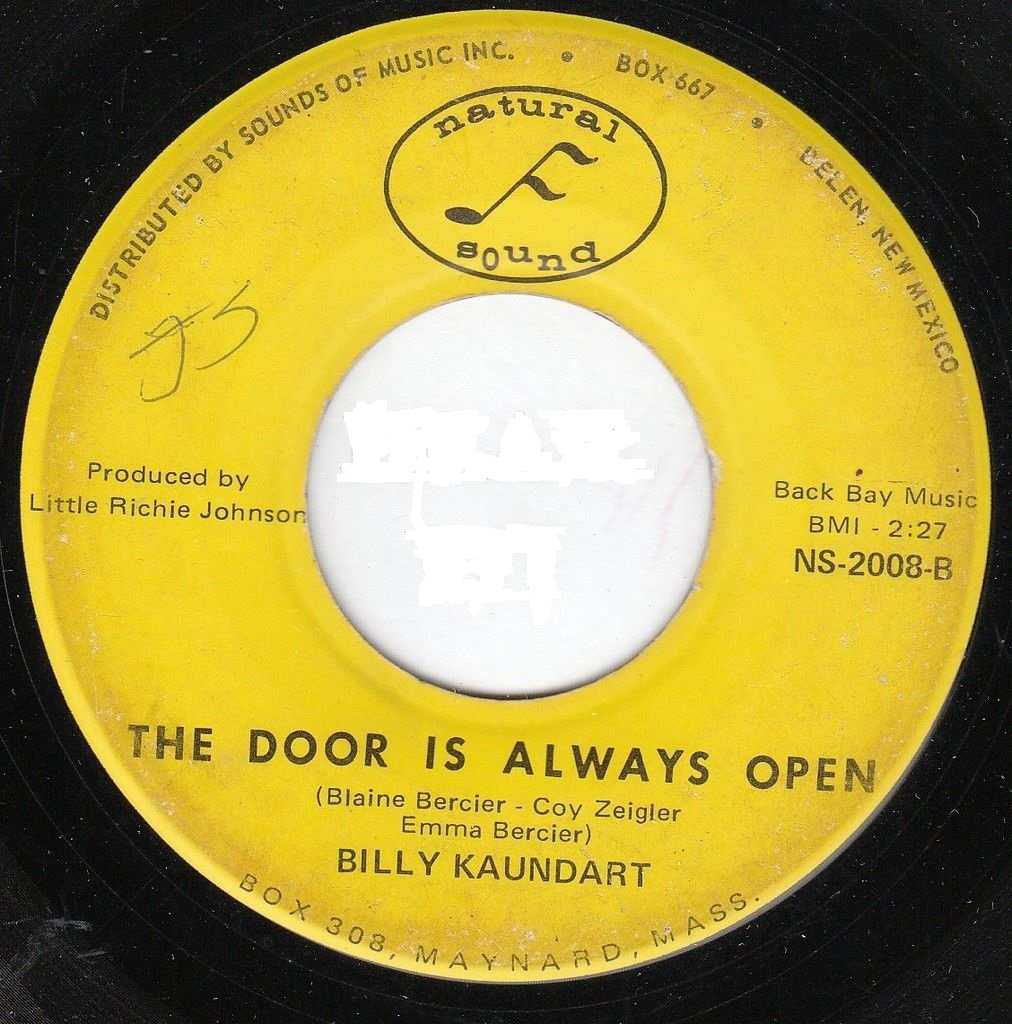 DISTRIBUTED BY SOUNDS OF MUSIC INC. • BOX 667 • BELEN, NEW MEXICO
natural
sound
JS
Produced by
Little Richie Johnson
Back Bay Music
BMI - 2:27
NS-2008-B
THE DOOR IS ALWAYS OPEN
(Blaine Bercier - Coy Zeigler
Emma Bercier)
BILLY KAUNDART
BOX 308, MAYNARD, MASS.